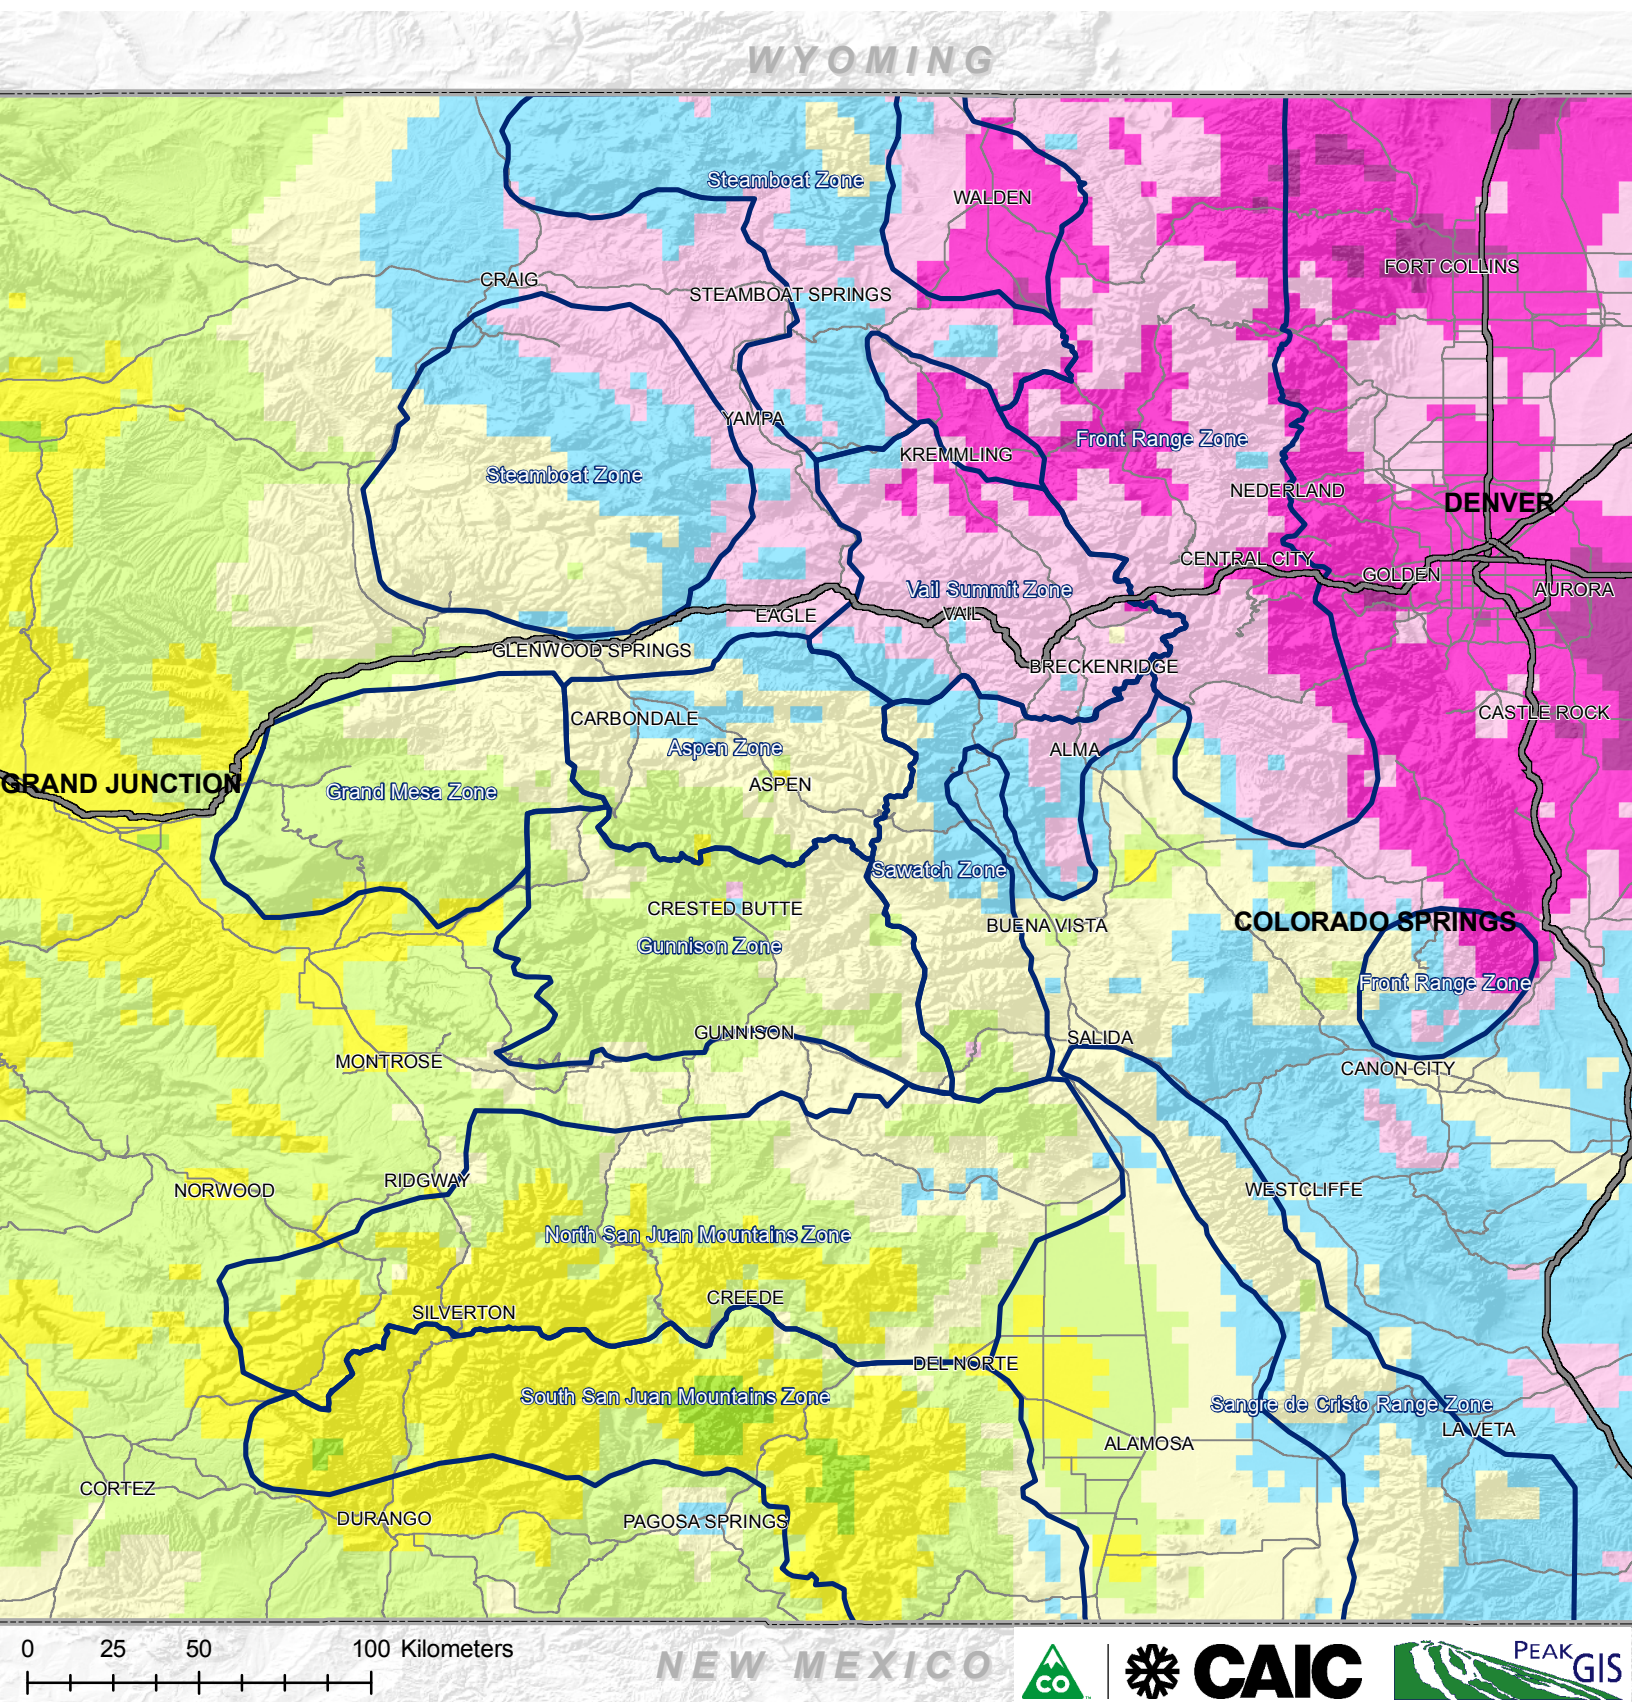 WYOMING
Steamboat Zone
WALDEN
FORT COLLINS
CRAIG
STEAMBOAT SPRINGS
YAMPA
Front Range Zone
KREMMLING
Steamboat Zone
NEDERLAND
DENVER
CENTRAL CITY
GOLDEN
AURORA
Vail Summit Zone
EAGLE
VAIL
GLENWOOD SPRINGS
BRECKENRIDGE
CARBONDALE
CASTLE ROCK
Aspen Zone
ALMA
GRAND JUNCTION
Grand Mesa Zone
ASPEN
Sawatch Zone
CRESTED BUTTE
BUENA VISTA
COLORADO SPRINGS
Gunnison Zone
Front Range Zone
GUNNISON
SALIDA
MONTROSE
CANON CITY
RIDGWAY
NORWOOD
WESTCLIFFE
North San Juan Mountains Zone
CREEDE
SILVERTON
DEL NORTE
South San Juan Mountains Zone
Sangre de Cristo Range Zone
LA VETA
ALAMOSA
CORTEZ
DURANGO
PAGOSA SPRINGS
0 25 50 100 Kilometers
NEW MEXICO
CO
CAIC
PEAK GIS